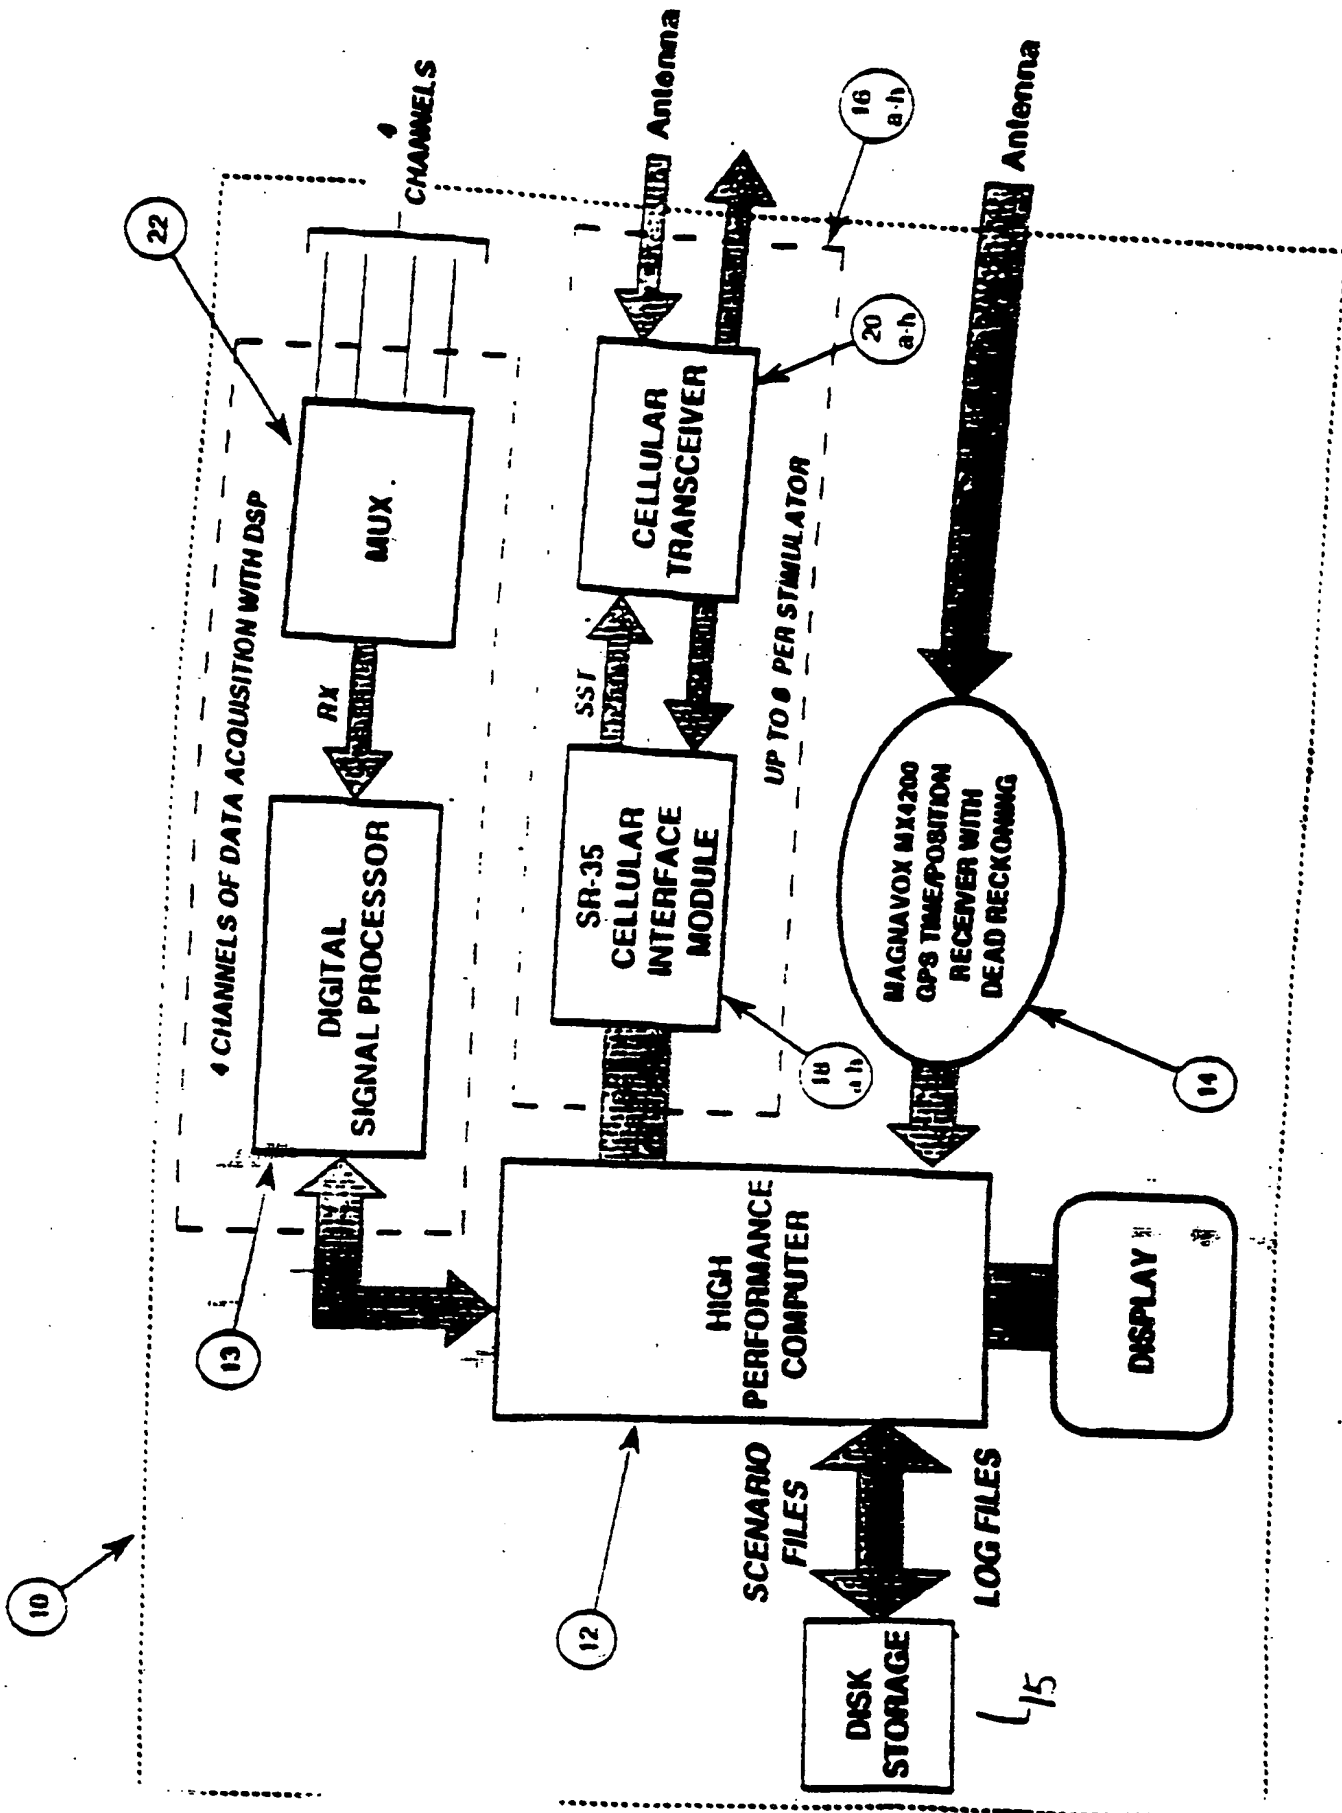 10
13
22
4 CHANNELS OF DATA ACQUISITION WITH DSP
DIGITAL
SIGNAL PROCESSOR
RX
MUX
4
CHANNELS
12
HIGH
PERFORMANCE
COMPUTER
SR-35
CELLULAR
INTERFACE
MODULE
SST
CELLULAR
TRANSCEIVER
Antenna
18
a-h
UP TO 8 PER STIMULATOR
20
a-h
16
a-h
SCENARIO
FILES
DISK
STORAGE
LOG FILES
15
MAGNAVOX MX4200
GPS TIME/POSITION
RECEIVER WITH
DEAD RECKONING
Antenna
14
DISPLAY